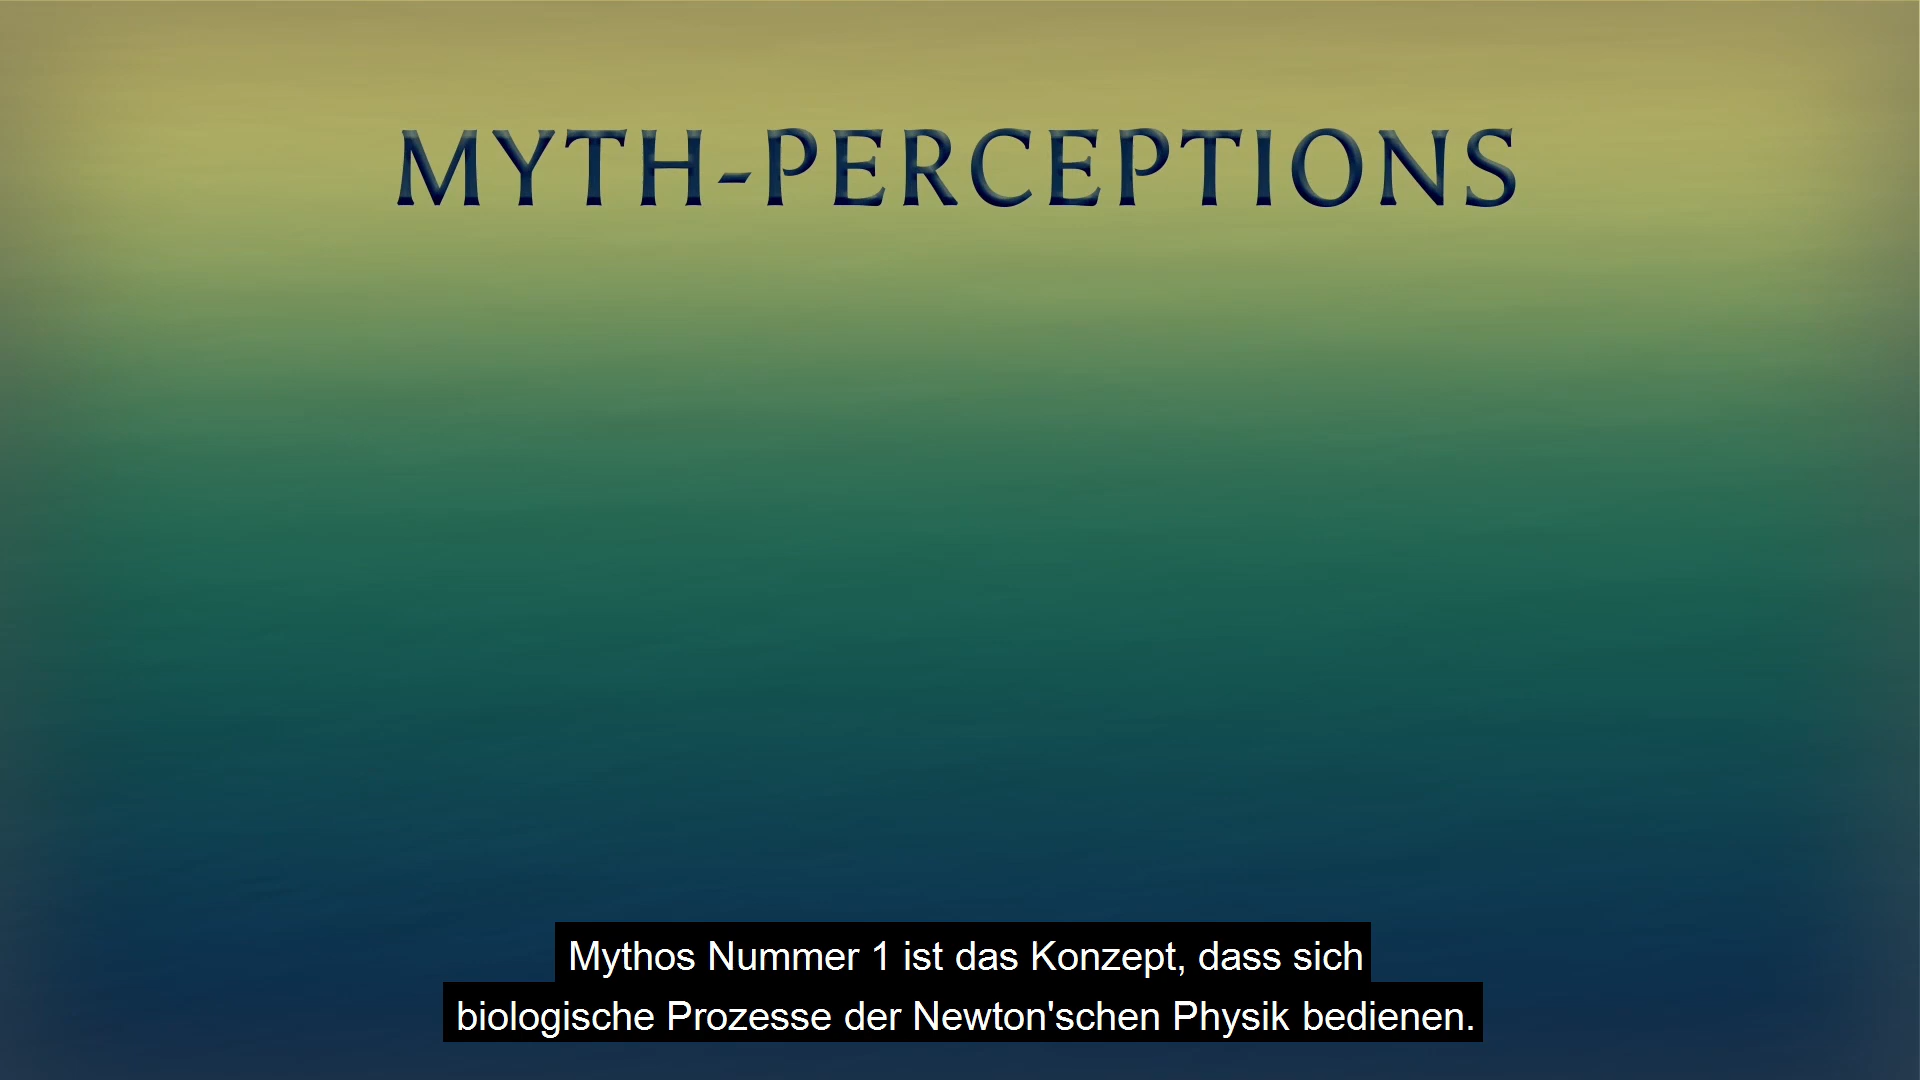 MYTH-PERCEPTIONS
Mythos Nummer 1 ist das Konzept, dass sich
biologische Prozesse der Newton'schen Physik bedienen.